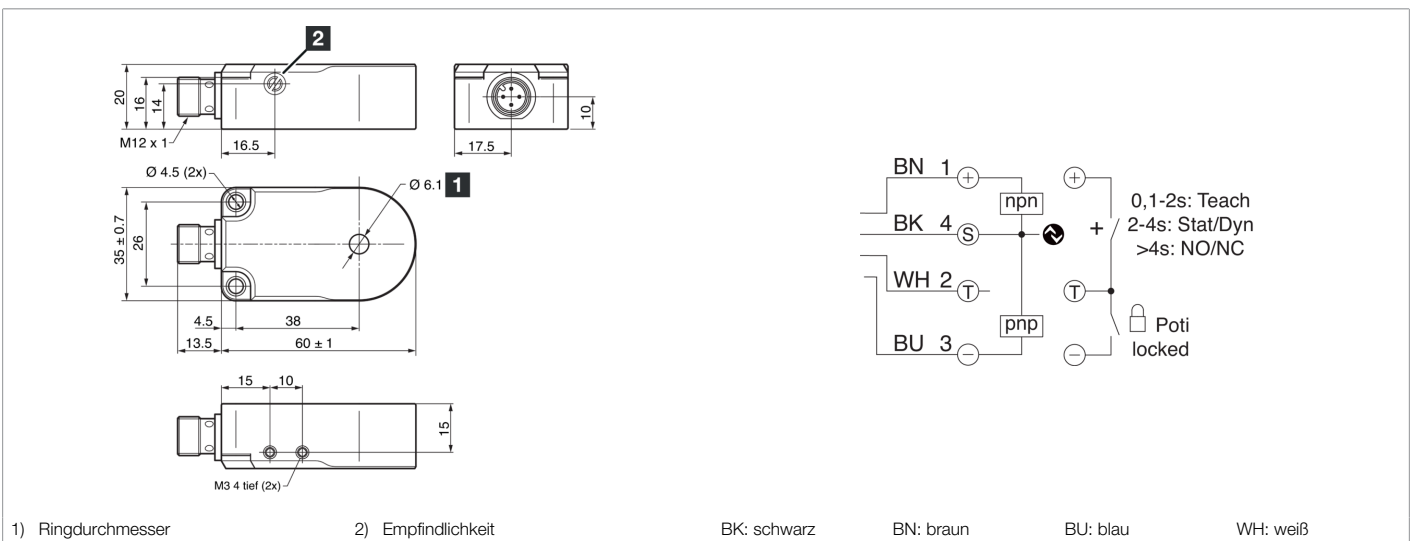 2
20
16
14
M12 x 1
16.5
10
17.5
Ø 4.5 (2x)
Ø 6.1 1
35 ± 0.7
26
4.5
38
13.5
60 ± 1
15
10
15
M3 4 tief (2x)
BN 1
+
npn
BK 4
S
WH 2
T
pnp
BU 3
−
+
+
0,1-2s: Teach
2-4s: Stat/Dyn
>4s: NO/NC
T
Poti
locked
−
1) Ringdurchmesser
2) Empfindlichkeit
BK: schwarz
BN: braun
BU: blau
WH: weiß